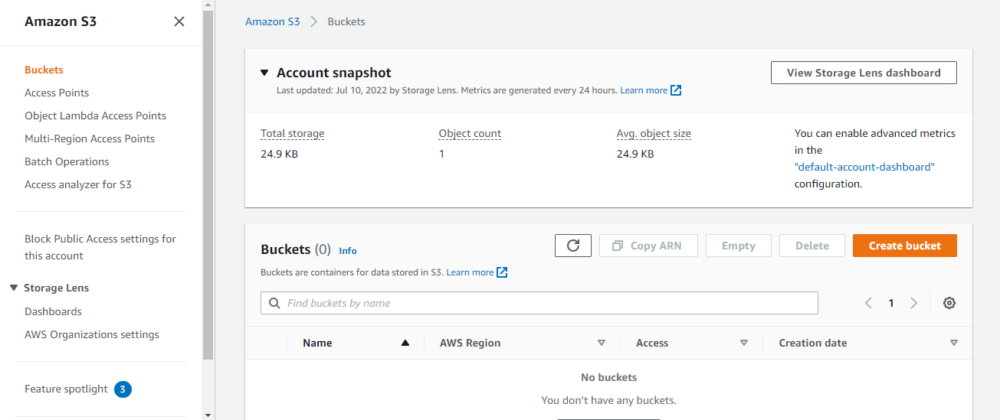 Amazon S3
Buckets
Access Points
Object Lambda Access Points
Multi-Region Access Points
Batch Operations
Access analyzer for S3
Block Public Access settings for
this account
Storage Lens
Dashboards
AWS Organizations settings
Feature spotlight 3
Amazon S3 Buckets
Account snapshot
View Storage Lens dashboard
Last updated: Jul 10, 2022 by Storage Lens. Metrics are generated every 24 hours. Learn more
Total storage
24.9 KB
Object count
1
Avg. object size
24.9 KB
You can enable advanced metrics
in the
"default-account-dashboard"
configuration.
Buckets (0) Info
Copy ARN
Empty
Delete
Create bucket
Buckets are containers for data stored in S3. Learn more
Find buckets by name
1
Name AWS Region Access Creation date
No buckets
You don't have any buckets.